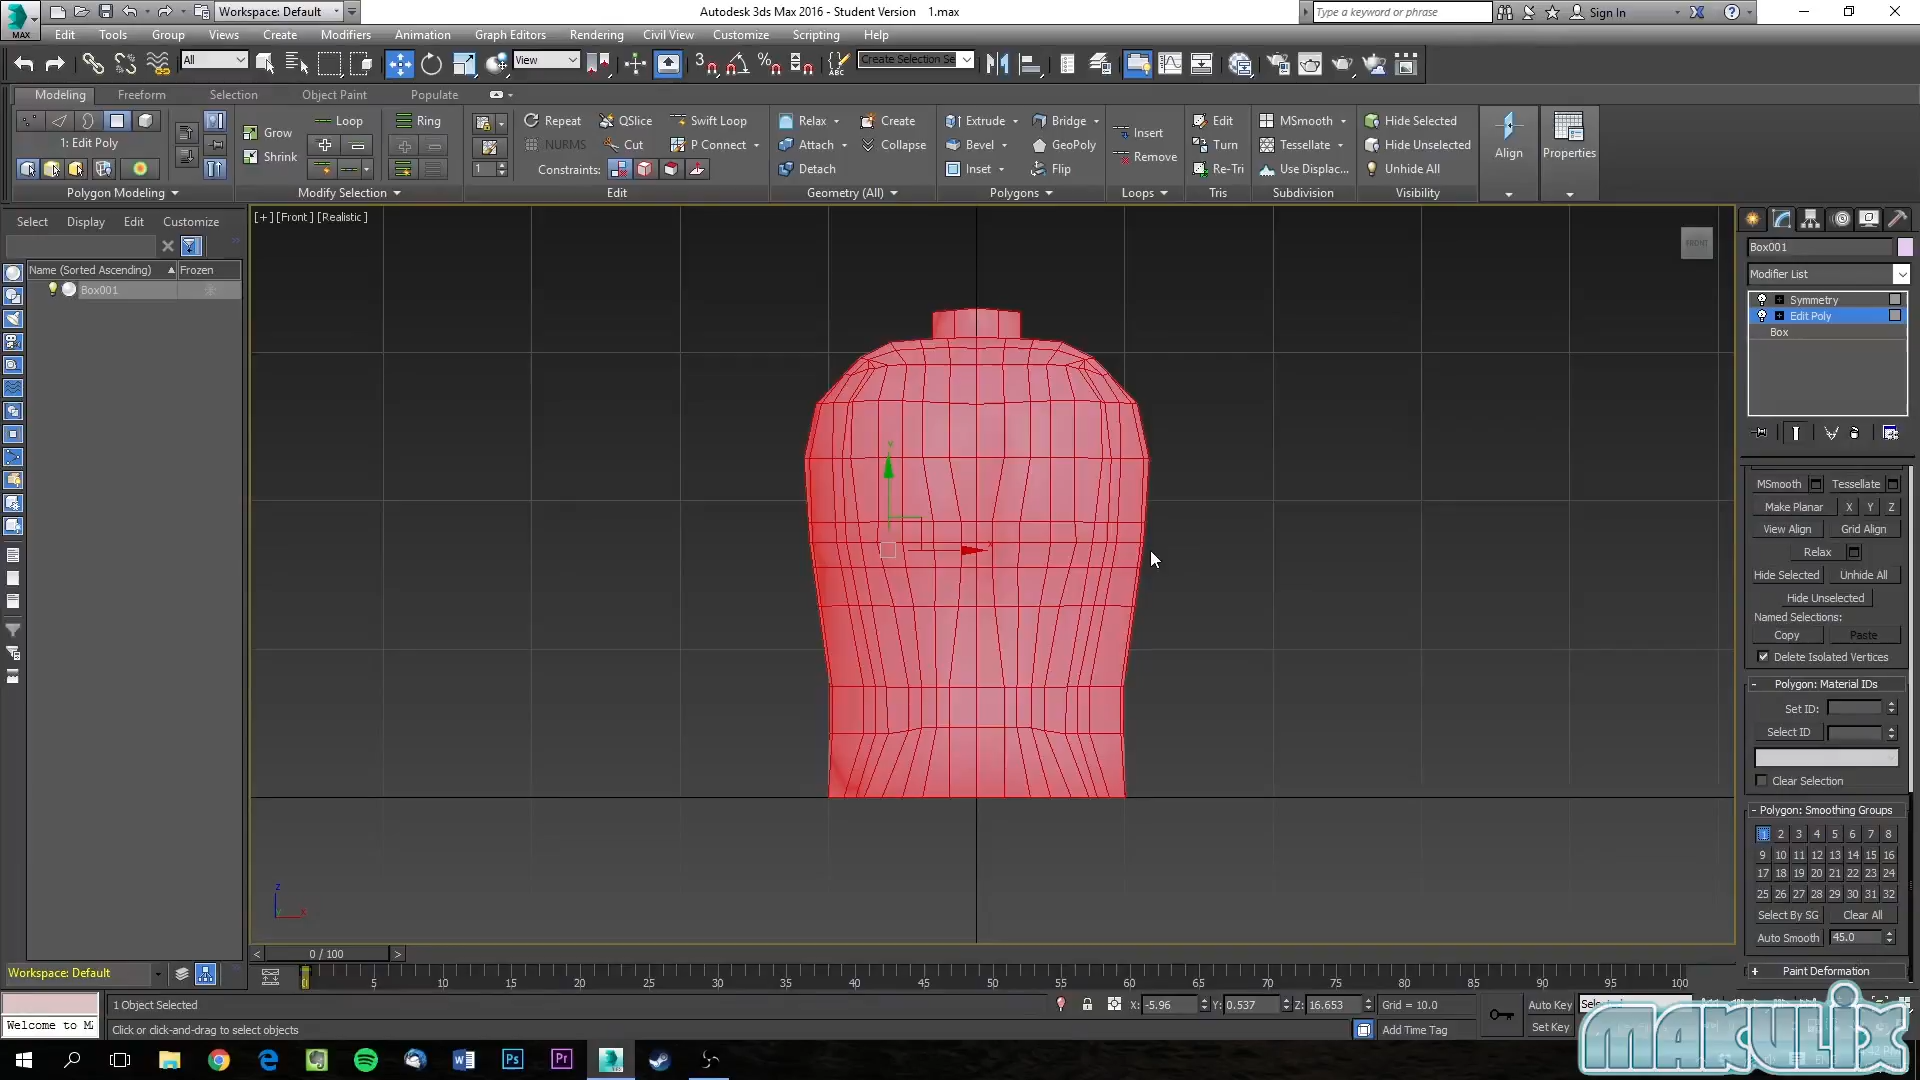 Workspace: Default
Autodesk 3ds Max 2016 - Student Version 1.max
Type a keyword or phrase
Sign In
MAX
Edit Tools Group Views Create Modifiers Animation Graph Editors Rendering Civil View Customize Scripting Help
All
View
Create Selection Se
Modeling Freeform Selection Object Paint Populate
1: Edit Poly
Polygon Modeling
Grow
Shrink
Loop
Ring
Modify Selection
1
Repeat QSlice Swift Loop
NURMS Cut P Connect
Constraints:
Edit
Relax Create
Attach Collapse
Detach
Geometry (All)
Extrude Bridge
Bevel GeoPoly
Inset Flip
Polygons
Insert
Remove
Loops
Edit
Turn
Re-Tri
Tris
MSmooth
Tessellate
Use Displac...
Subdivision
Hide Selected
Hide Unselected
Unhide All
Visibility
Align
Properties
Select Display Edit Customize
Name (Sorted Ascending) Frozen
Box001
[+] [Front ] [Realistic ]
FRONT
Box001
Modifier List
Symmetry
Edit Poly
Box
MSmooth Tessellate
Make Planar X Y Z
View Align Grid Align
Relax
Hide Selected Unhide All
Hide Unselected
Named Selections:
Copy Paste
Delete Isolated Vertices
- Polygon: Material IDs
Set ID:
Select ID
Clear Selection
- Polygon: Smoothing Groups
1 2 3 4 5 6 7 8
9 10 11 12 13 14 15 16
17 18 19 20 21 22 23 24
25 26 27 28 29 30 31 32
Select By SG Clear All
Auto Smooth 45.0
+ Paint Deformation
y
x
z
x
< 0 / 100 >
Workspace: Default
0 5 10 15 20 25 30 35 40 45 50 55 60 65 70 75 80 85 90 95 100
1 Object Selected
X: -5.96 Y: 0.537 Z: 16.653 Grid = 10.0
Auto Key
Welcome to M
Click or click-and-drag to select objects
Add Time Tag
Set Key
MAKULIX